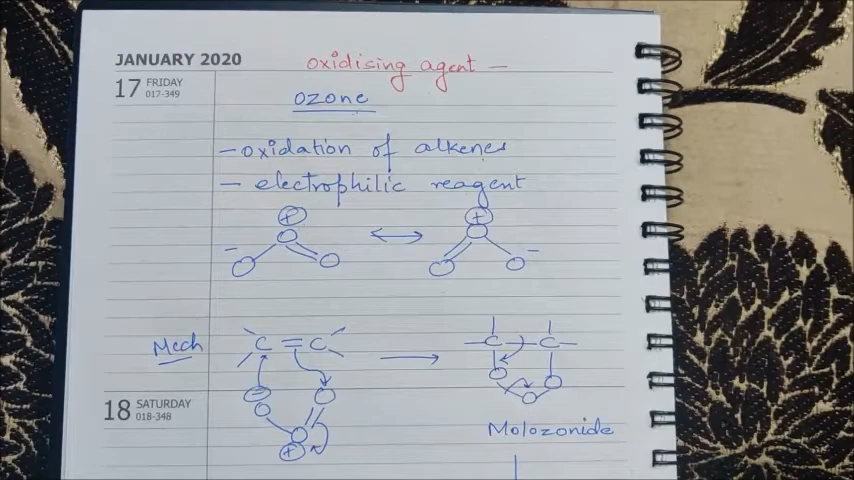 JANUARY 2020
oxidising agent —
17 FRIDAY
017-349
ozone
— oxidation of alkenes
— electrophilic reagent
+ +
− O O O ↔ O O O −
Mech C = C → — C — C —
− O O O O O
O +
18 SATURDAY
018-348
Molozonide